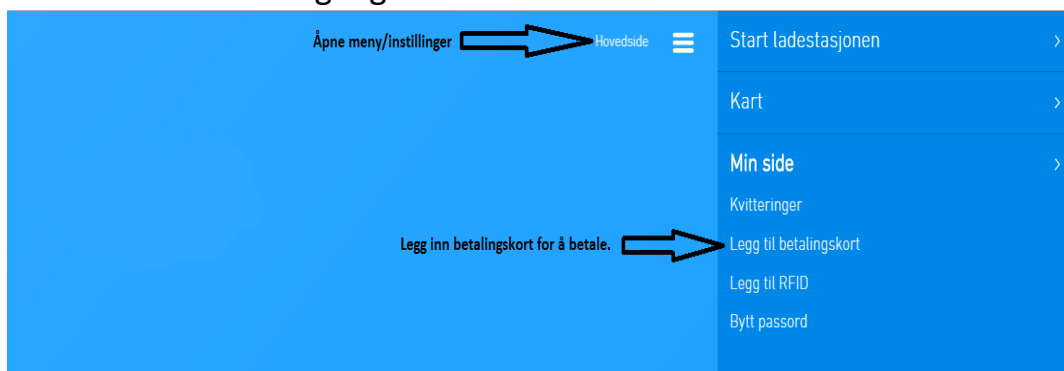 Åpne meny/instillinger
Hovedside
Start ladestasjonen
Kart
Min side
Kvitteringer
Legg inn betalingskort for å betale.
Legg til betalingskort
Legg til RFID
Bytt passord